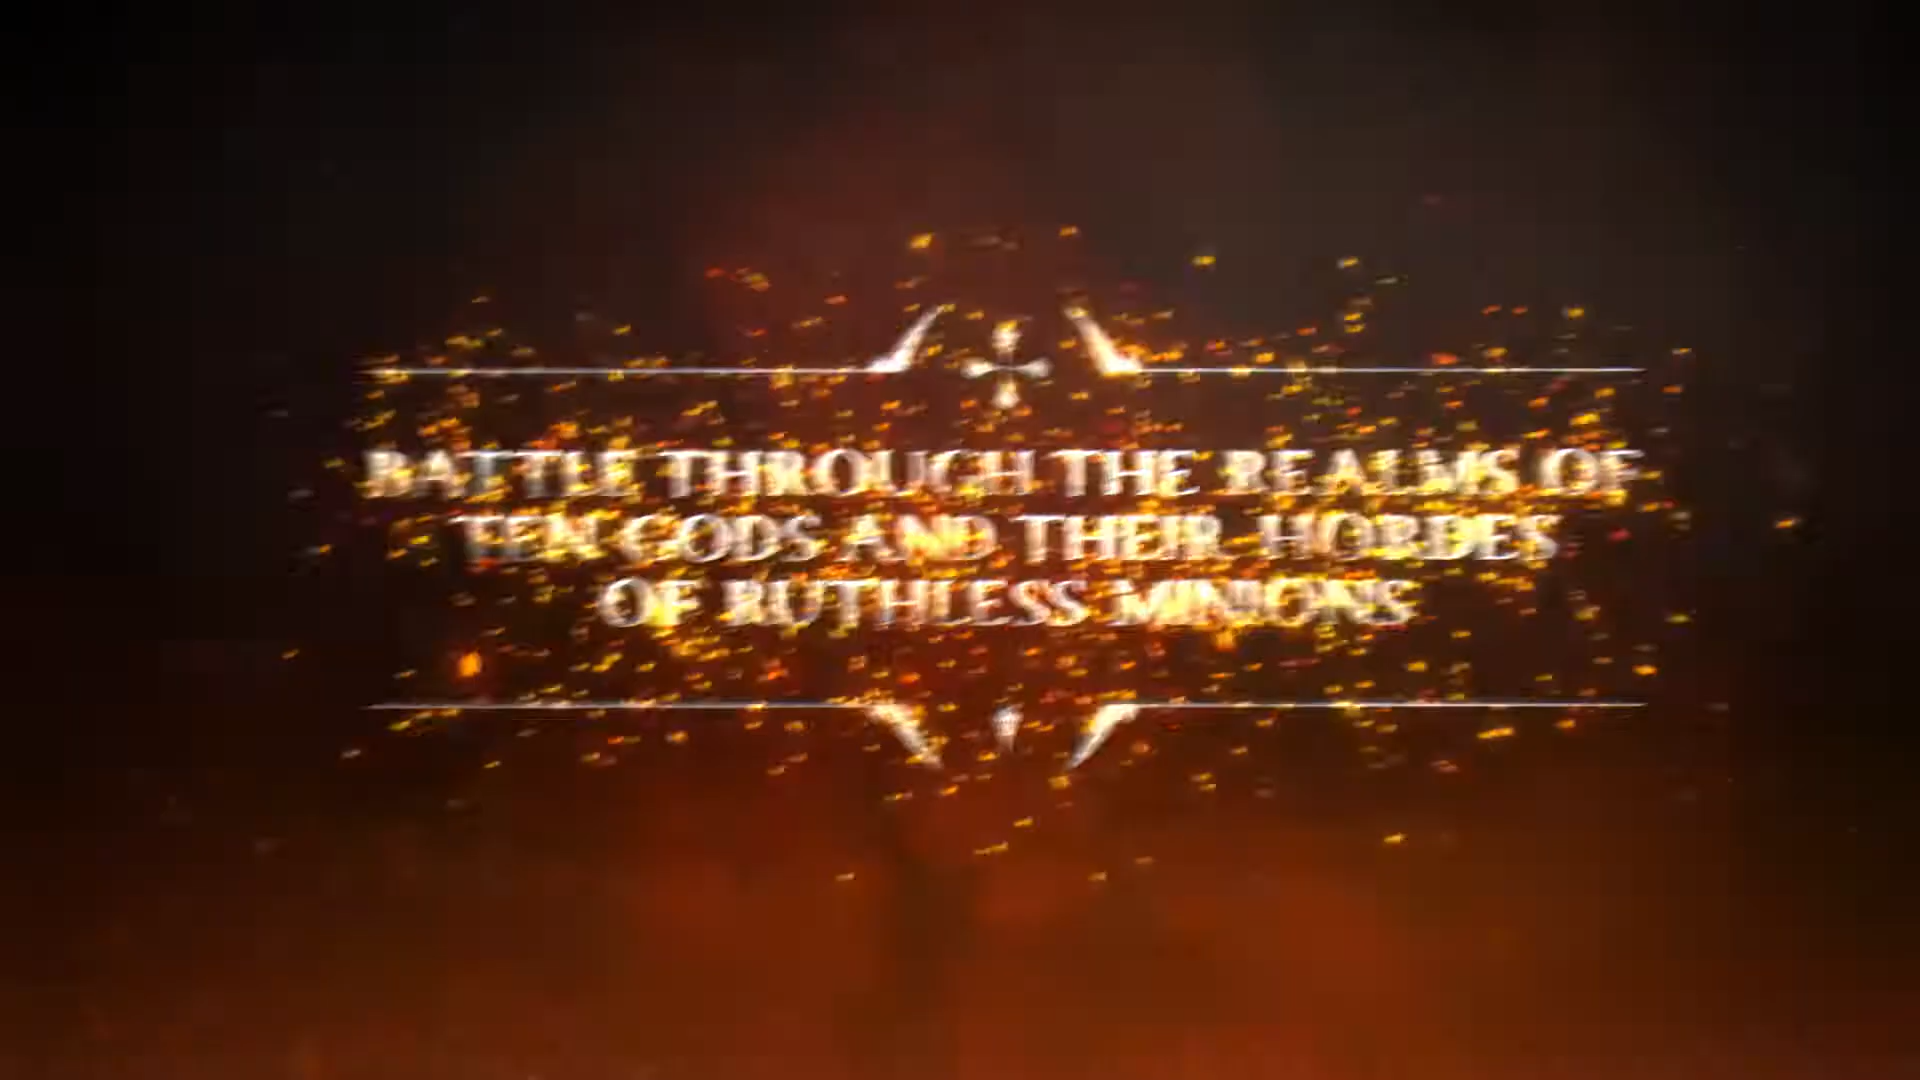 BATTLE THROUGH THE REALMS OF
TEN GODS AND THEIR HORDES
OF RUTHLESS MINIONS